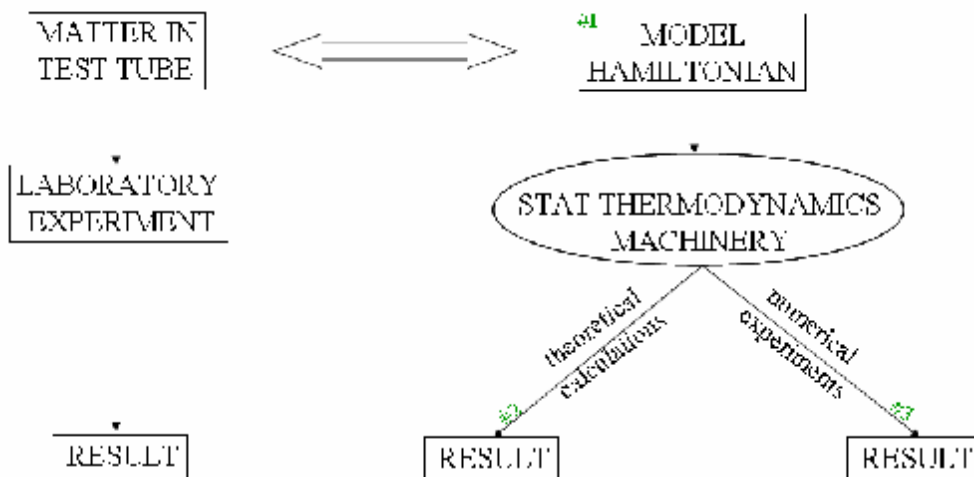 MATTER IN
TEST TUBE
#1
MODEL
HAMILTONIAN
LABORATORY
EXPERIMENT
STAT THERMODYNAMICS
MACHINERY
theoretical
calculations
numerical
experiments
#2
#3
RESULT
RESULT
RESULT